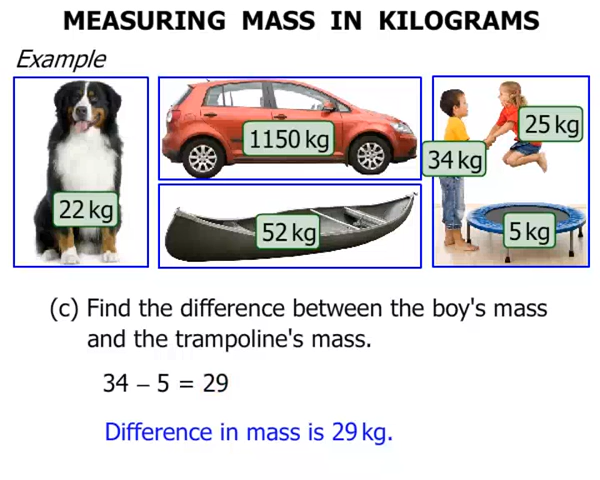 MEASURING MASS IN KILOGRAMS
Example
22 kg
1150 kg
52 kg
34 kg
25 kg
5 kg
(c) Find the difference between the boy's mass
and the trampoline's mass.
34 – 5 = 29
Difference in mass is 29 kg.